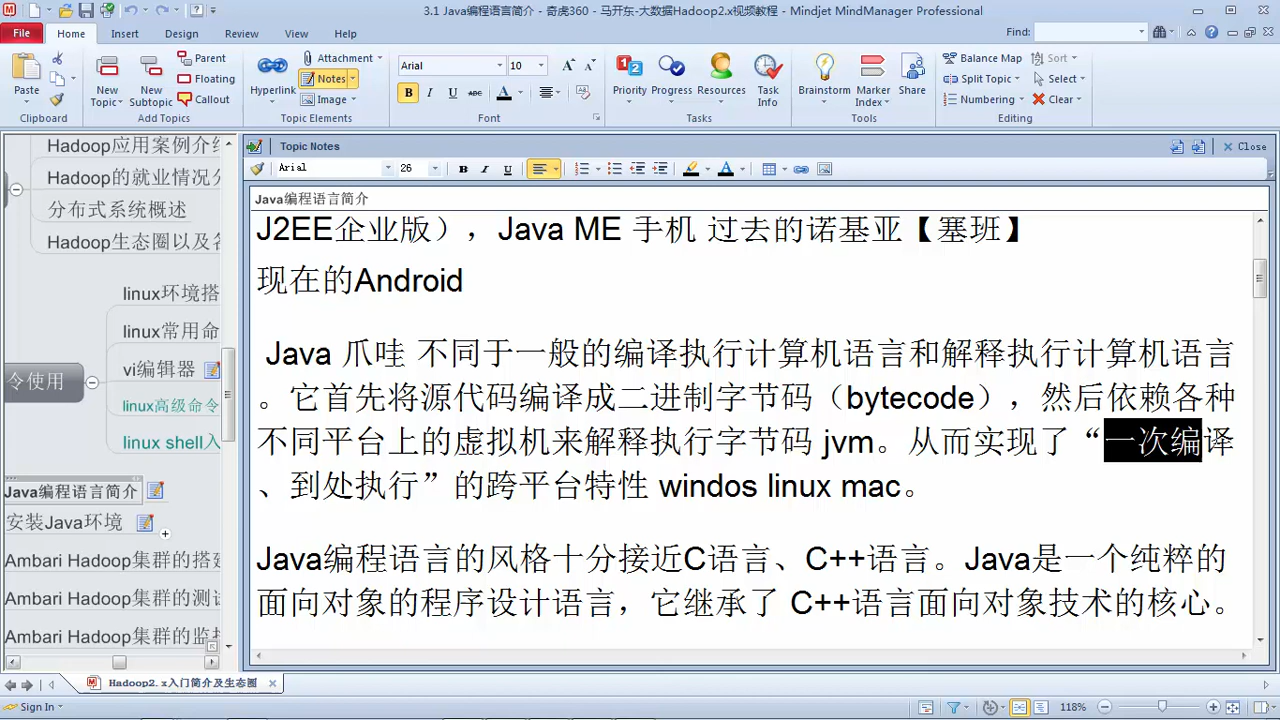 3.1 Java编程语言简介 - 奇虎360 - 马开东-大数据Hadoop2.x视频教程 - Mindjet MindManager Professional
File Home Insert Design Review View Help Find:
Paste
Clipboard
New Topic
New Subtopic
Parent
Floating
Callout
Add Topics
Hyperlink
Attachment
Notes
Image
Topic Elements
Arial 10
B I U ABC A
Font
Priority Progress Resources Task Info
Tasks
Brainstorm Marker Index Share
Tools
Balance Map Sort
Split Topic Select
Numbering Clear
Editing
Hadoop应用案例介绍
Hadoop的就业情况分
分布式系统概述
Hadoop生态圈以及各
linux环境搭
linux常用命
vi编辑器
令使用
linux高级命令
linux shell入
Java编程语言简介
安装Java环境
Ambari Hadoop集群的搭建
Ambari Hadoop集群的测试
Ambari Hadoop集群的监控
Topic Notes Close
Arial 26 B I U A
Java编程语言简介
J2EE企业版），Java ME 手机 过去的诺基亚【塞班】
现在的Android
Java 爪哇 不同于一般的编译执行计算机语言和解释执行计算机语言
。它首先将源代码编译成二进制字节码（bytecode），然后依赖各种
不同平台上的虚拟机来解释执行字节码 jvm。从而实现了“一次编译
、到处执行”的跨平台特性 windos linux mac。
Java编程语言的风格十分接近C语言、C++语言。Java是一个纯粹的
面向对象的程序设计语言，它继承了 C++语言面向对象技术的核心。
Hadoop2.x入门简介及生态圈
Sign In 118%